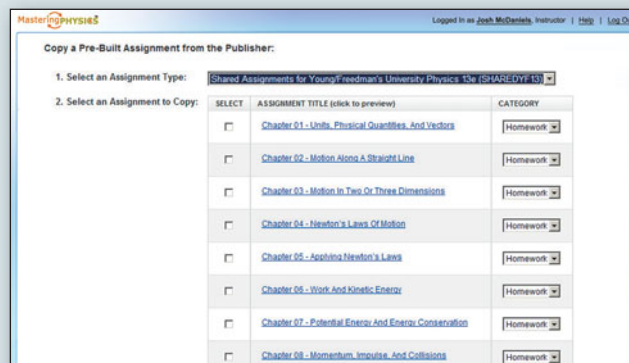 MasteringPHYSICS
Logged in as Josh McDaniels, Instructor | Help | Log O
Copy a Pre-Built Assignment from the Publisher:
1. Select an Assignment Type: Shared Assignments for Young/Freedman's University Physics 13e (SHAREDYF13)
2. Select an Assignment to Copy: SELECT ASSIGNMENT TITLE (click to preview) CATEGORY
Chapter 01 - Units, Physical Quantities, And Vectors Homework
Chapter 02 - Motion Along A Straight Line Homework
Chapter 03 - Motion In Two Or Three Dimensions Homework
Chapter 04 - Newton's Laws Of Motion Homework
Chapter 05 - Applying Newton's Laws Homework
Chapter 06 - Work And Kinetic Energy Homework
Chapter 07 - Potential Energy And Energy Conservation Homework
Chapter 08 - Momentum, Impulse, And Collisions Homework